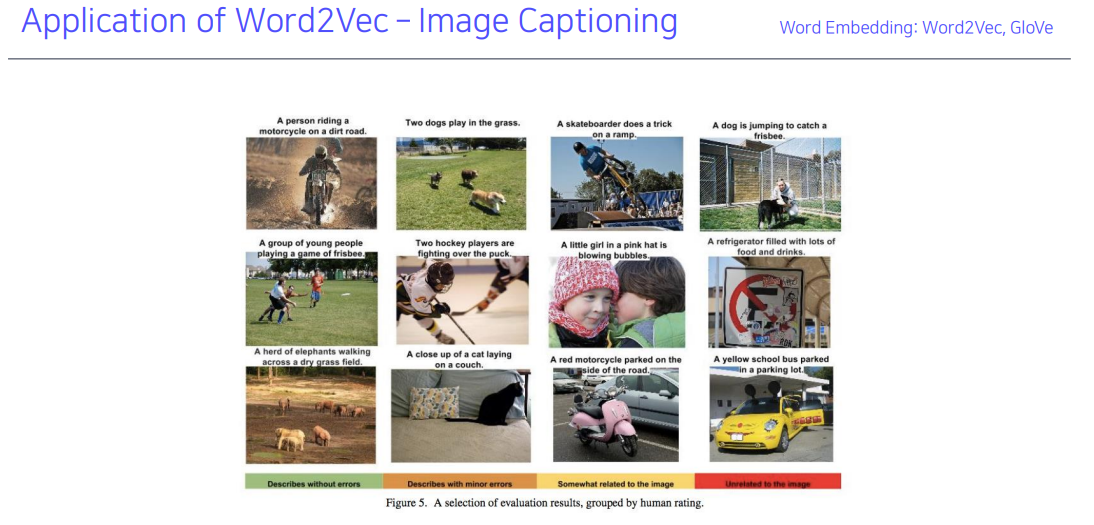 Application of Word2Vec – Image Captioning
Word Embedding: Word2Vec, GloVe
A person riding a
motorcycle on a dirt road.
Two dogs play in the grass.
A skateboarder does a trick
on a ramp.
A dog is jumping to catch a
frisbee.
A group of young people
playing a game of frisbee.
Two hockey players are
fighting over the puck.
A little girl in a pink hat is
blowing bubbles.
A refrigerator filled with lots of
food and drinks.
A herd of elephants walking
across a dry grass field.
A close up of a cat laying
on a couch.
A red motorcycle parked on the
side of the road.
A yellow school bus parked
in a parking lot.
Describes without errors
Describes with minor errors
Somewhat related to the image
Unrelated to the image
Figure 5. A selection of evaluation results, grouped by human rating.